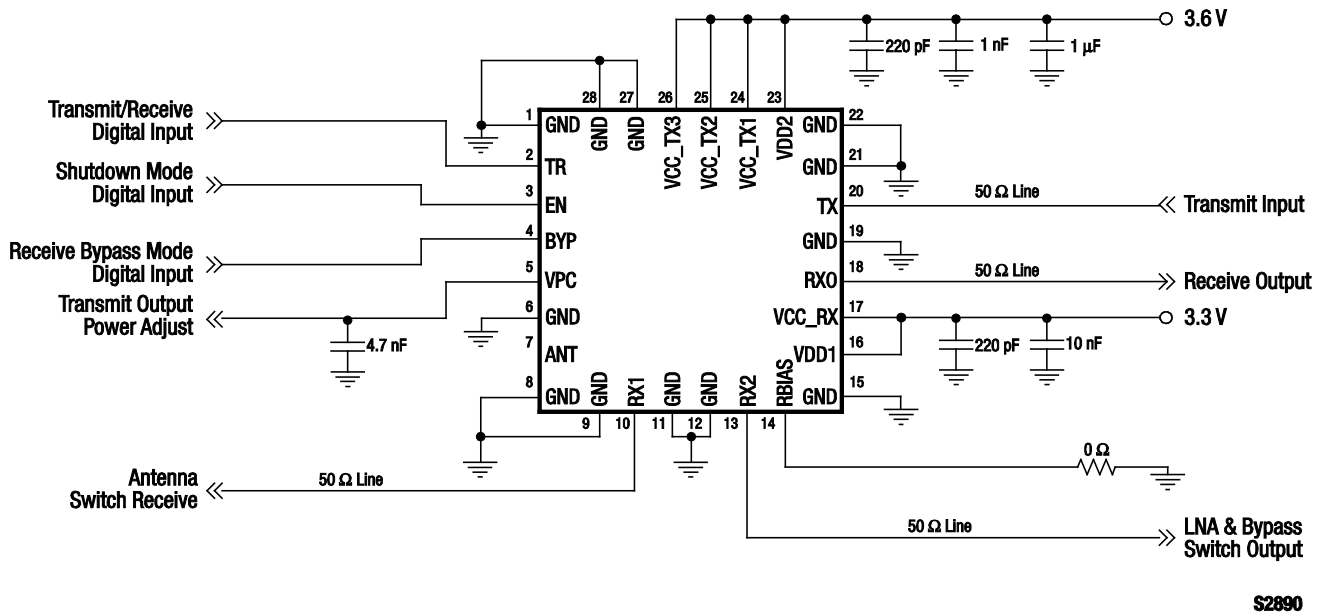 3.6 V
220 pF
1 nF
1 µF
28
27
26
25
24
23
Transmit/Receive
Digital Input
Shutdown Mode
Digital Input
Receive Bypass Mode
Digital Input
Transmit Output
Power Adjust
4.7 nF
1
GND
2
TR
3
EN
4
BYP
5
VPC
6
GND
7
ANT
8
GND
GND
GND
VCC_TX3
VCC_TX2
VCC_TX1
VDD2
GND
22
GND
21
TX
20
50 Ω Line
Transmit Input
GND
19
RXO
18
50 Ω Line
Receive Output
VCC_RX
17
3.3 V
VDD1
16
220 pF
10 nF
GND
15
GND
RX1
GND
GND
RX2
RBIAS
9
10
11
12
13
14
0 Ω
Antenna
Switch Receive
50 Ω Line
50 Ω Line
LNA & Bypass
Switch Output
S2890